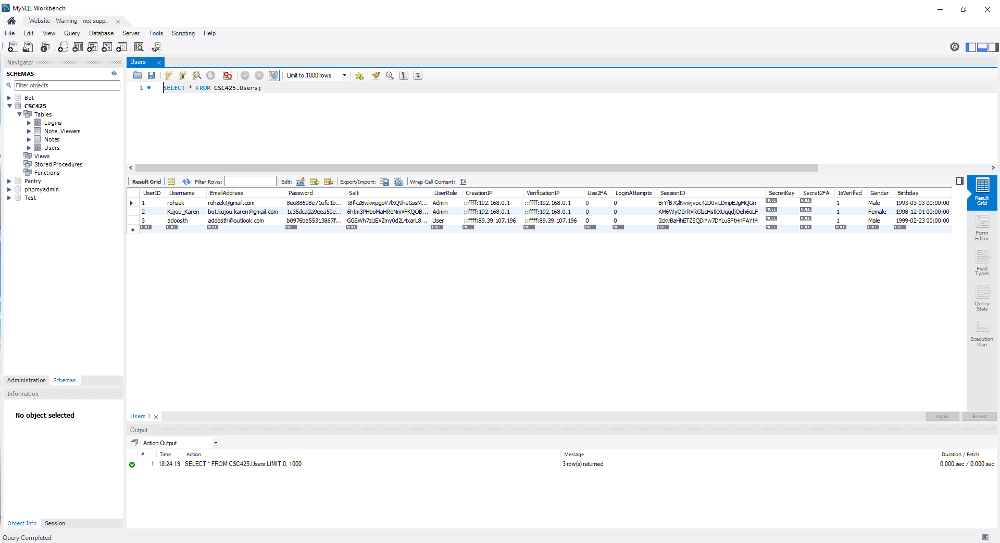 MySQL Workbench
Website - Warning - not supp...
File Edit View Query Database Server Tools Scripting Help
Navigator
SCHEMAS
Filter objects
Bot
CSC425
Tables
Logins
Note_Viewers
Notes
Users
Views
Stored Procedures
Functions
Pantry
phpmyadmin
Test
Administration Schemas
Information
No object selected
Object Info Session
Query Completed
Users
Limit to 1000 rows
1 SELECT * FROM CSC425.Users;
Result Grid Filter Rows: Edit: Export/Import: Wrap Cell Content:
UserID Username EmailAddress Password Salt UserRole CreationIP VerificationIP Use2FA LoginAttempts SessionID SecretKey Secret2FA IsVerified Gender Birthday
1 rohzek rohzek@gmail.com 8ee88698e71efe1b... t8fRZBwkwpgpV7lXQ9heGssM... Admin ::ffff:192.168.0.1 ::ffff:192.168.0.1 0 0 BrYfB7GlNvwjvpc42D0viLDmpEJgMQGn NULL NULL 1 Male 1993-03-03 00:00:00
2 Kujou_Karen bot.kujou.karen@gmail.com 1c35dca2a9eea50e... 6htm3PHboMaHReNmVFKQOB... Admin ::ffff:192.168.0.1 ::ffff:192.168.0.1 0 0 KM6WyO0rRVRGlzcHstkXUqqdjOeh6oLF NULL NULL 1 Female 1998-12-01 00:00:00
3 adoosth adoosth@outlook.com b0976ba55313867f... GGEWh7zUEVZmy0d2L4xarL8... User ::ffff:89.39.107.196 ::ffff:89.39.107.196 0 0 2ckvBaHhETZSQDiYw7DYLu8FtHnFAYt4 NULL NULL 1 Male 1999-02-23 00:00:00
NULL NULL NULL NULL NULL NULL NULL NULL NULL NULL NULL NULL NULL NULL NULL NULL
Result
Grid
Form
Editor
Field
Types
Query
Stats
Execution
Plan
Users 1
Apply Revert
Output
Action Output
# Time Action Message Duration / Fetch
1 18:24:19 SELECT * FROM CSC425.Users LIMIT 0, 1000 3 row(s) returned 0.000 sec / 0.000 sec